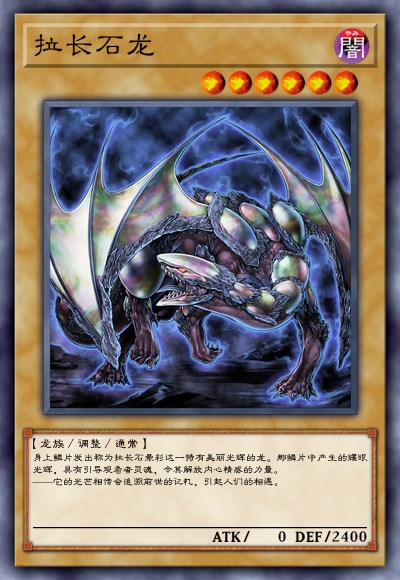 拉长石龙
やみ
闇
【龙族／调整／通常】
身上鳞片发出称为拉长石晕彩这一特有美丽光辉的龙。那鳞片中产生的耀眼
光辉，具有引导观看者灵魂，令其解放内心情感的力量。
——它的光芒相传会追溯前世的记札，引起人们的相遇。
ATK/ 0 DEF/2400